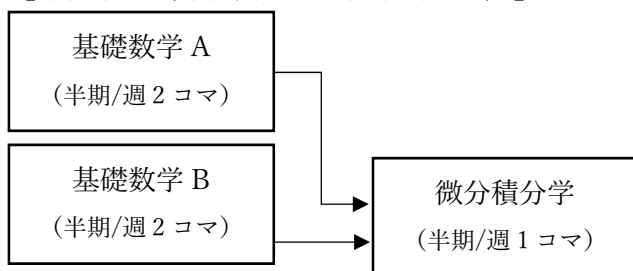 基礎数学 A
（半期/週 2 コマ）
基礎数学 B
（半期/週 2 コマ）
微分積分学
（半期/週 1 コマ）